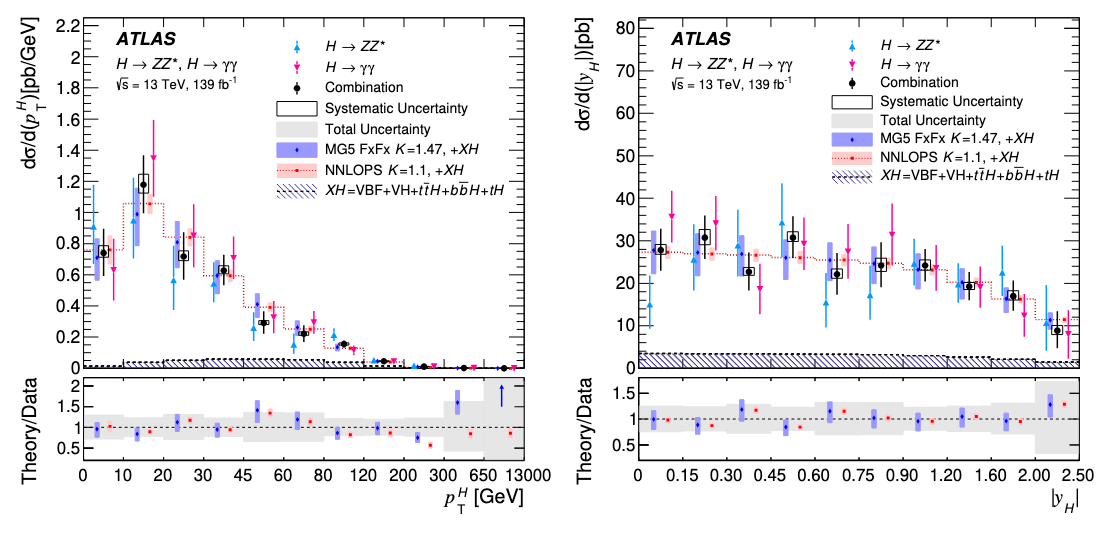 dσ/d(p_T^H)[pb/GeV]
2.2
2
1.8
1.6
1.4
1.2
1
0.8
0.6
0.4
0.2
0
ATLAS
H → ZZ*, H → γγ
√s = 13 TeV, 139 fb⁻¹
H → ZZ*
H → γγ
Combination
Systematic Uncertainty
Total Uncertainty
MG5 FxFx K=1.47, +XH
NNLOPS K=1.1, +XH
XH=VBF+VH+tt̄H+bb̄H+tH
Theory/Data
2
1.5
1
0.5
0 10 20 30 45 60 80 120 200 300 650 13000
p_T^H [GeV]
dσ/d(|y_H|)[pb]
80
70
60
50
40
30
20
10
0
ATLAS
H → ZZ*, H → γγ
√s = 13 TeV, 139 fb⁻¹
H → ZZ*
H → γγ
Combination
Systematic Uncertainty
Total Uncertainty
MG5 FxFx K=1.47, +XH
NNLOPS K=1.1, +XH
XH=VBF+VH+tt̄H+bb̄H+tH
Theory/Data
1.5
1
0.5
0 0.15 0.30 0.45 0.60 0.75 0.90 1.20 1.60 2.00 2.50
|y_H|